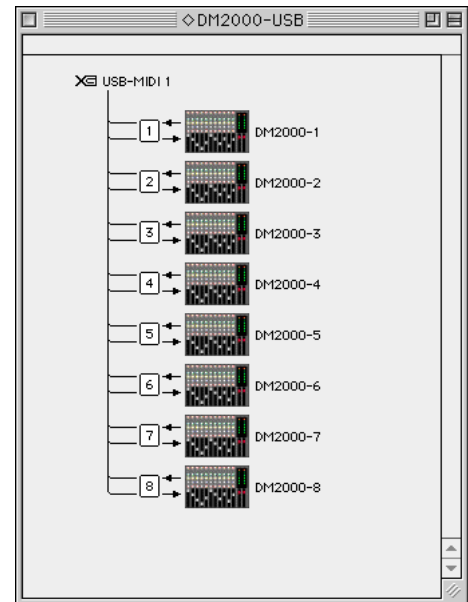 ◇DM2000-USB
USB-MIDI 1
1 DM2000-1
2 DM2000-2
3 DM2000-3
4 DM2000-4
5 DM2000-5
6 DM2000-6
7 DM2000-7
8 DM2000-8